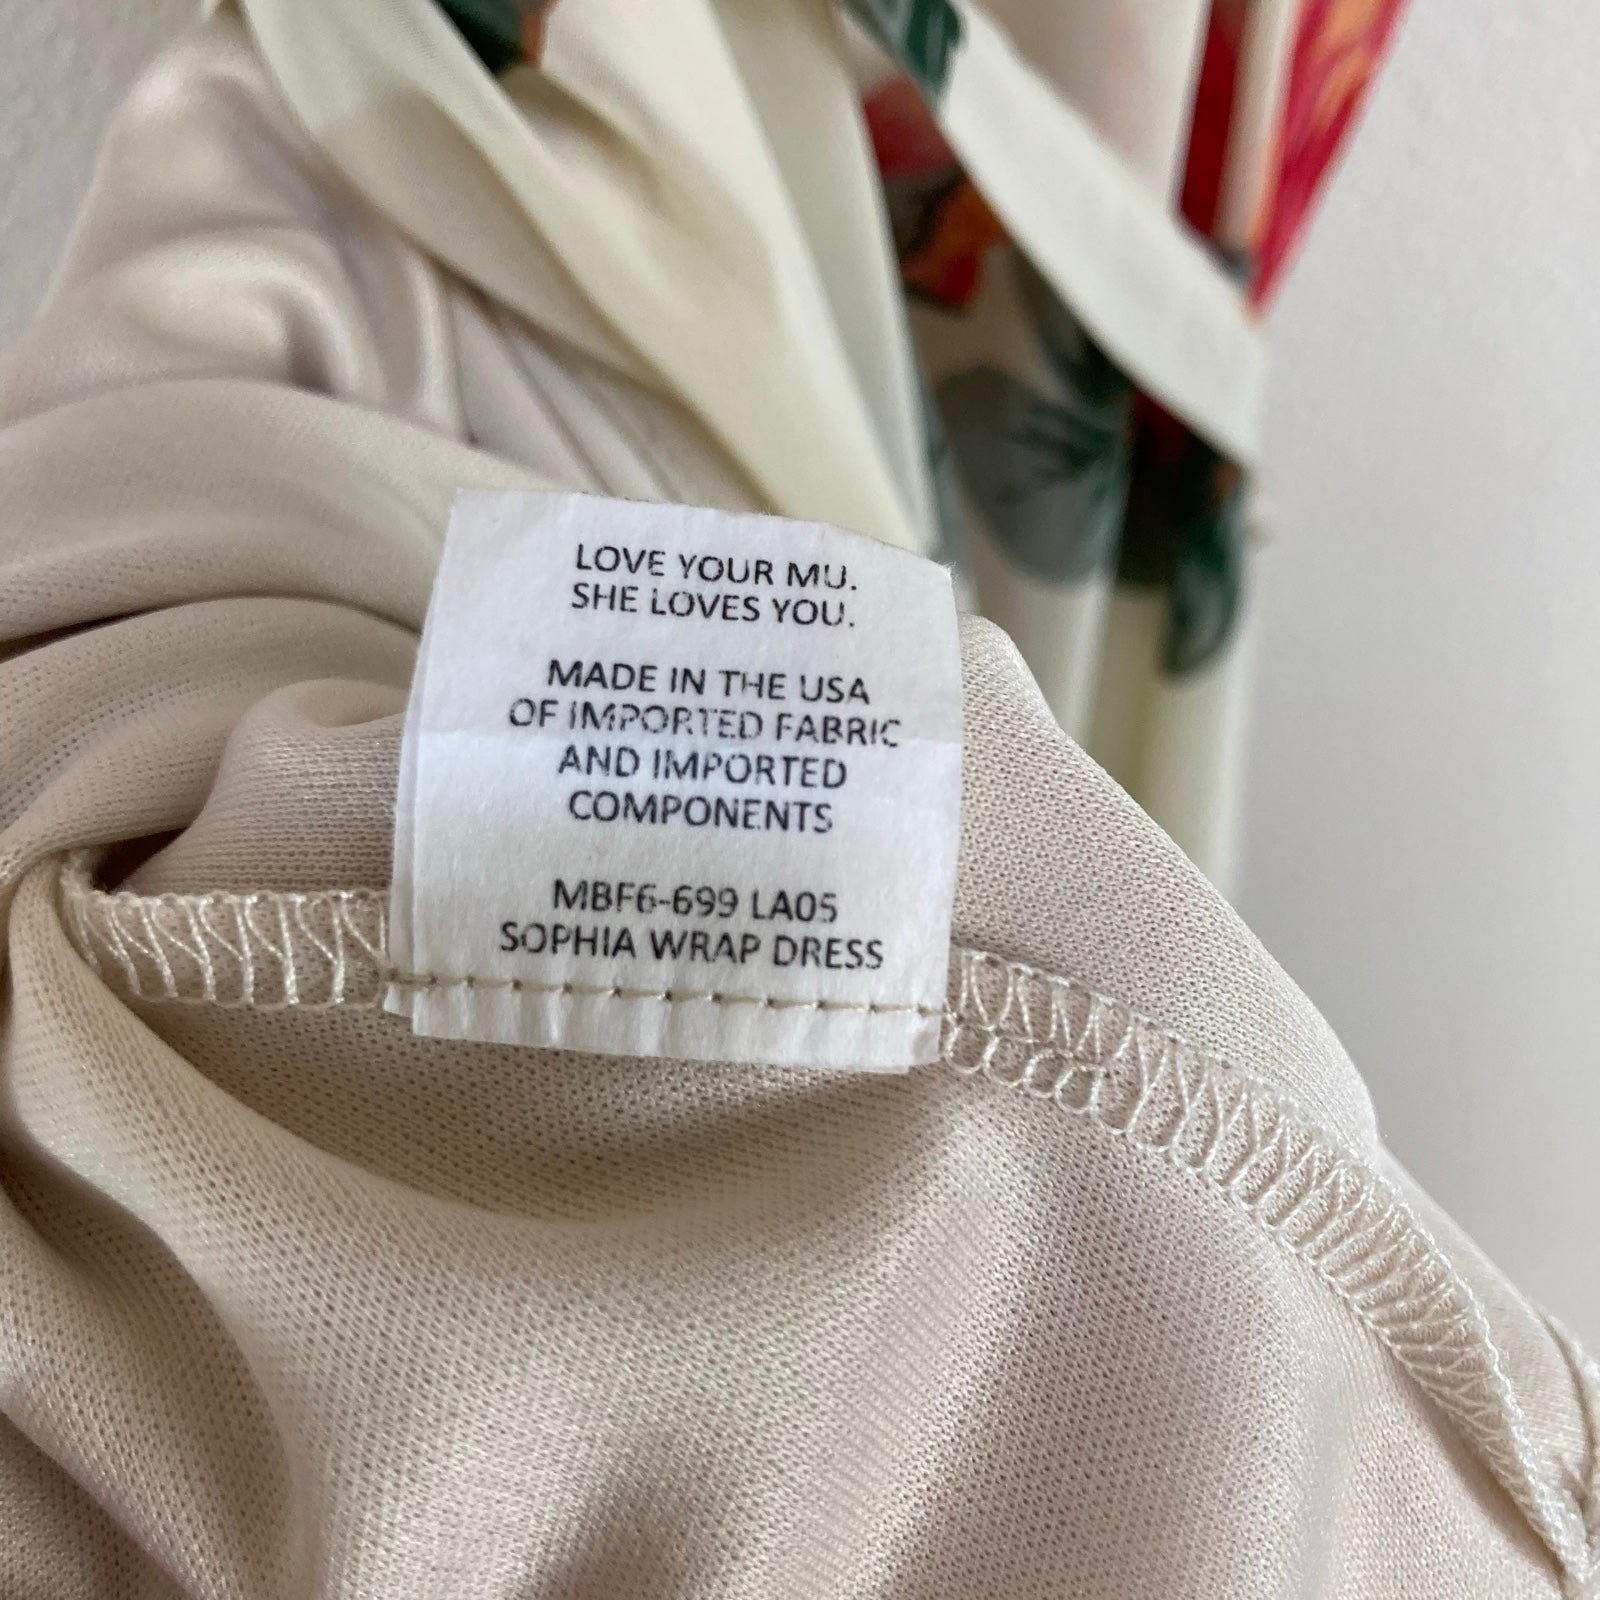 LOVE YOUR MU.
SHE LOVES YOU.
MADE IN THE USA
OF IMPORTED FABRIC
AND IMPORTED
COMPONENTS
MBF6-699 LA05
SOPHIA WRAP DRESS